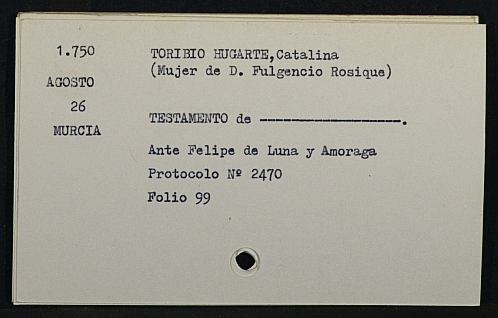 1.750
AGOSTO
26
MURCIA
TORIBIO HUGARTE,Catalina
(Mujer de D. Fulgencio Rosique)
TESTAMENTO de -------------------.
Ante Felipe de Luna y Amoraga
Protocolo Nº 2470
Folio 99